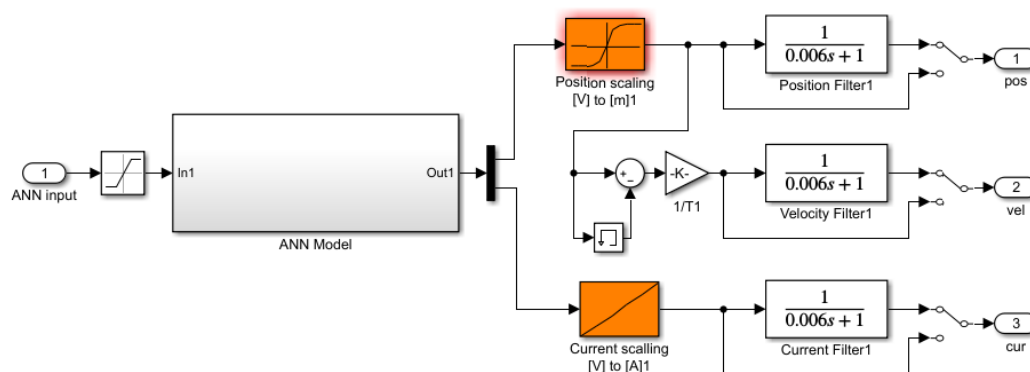 1
ANN input
In1
Out1
ANN Model
Position scaling
[V] to [m]1
1
0.006s + 1
Position Filter1
1
pos
+
−
-K-
1/T1
1
0.006s + 1
Velocity Filter1
2
vel
Current scalling
[V] to [A]1
1
0.006s + 1
Current Filter1
3
cur